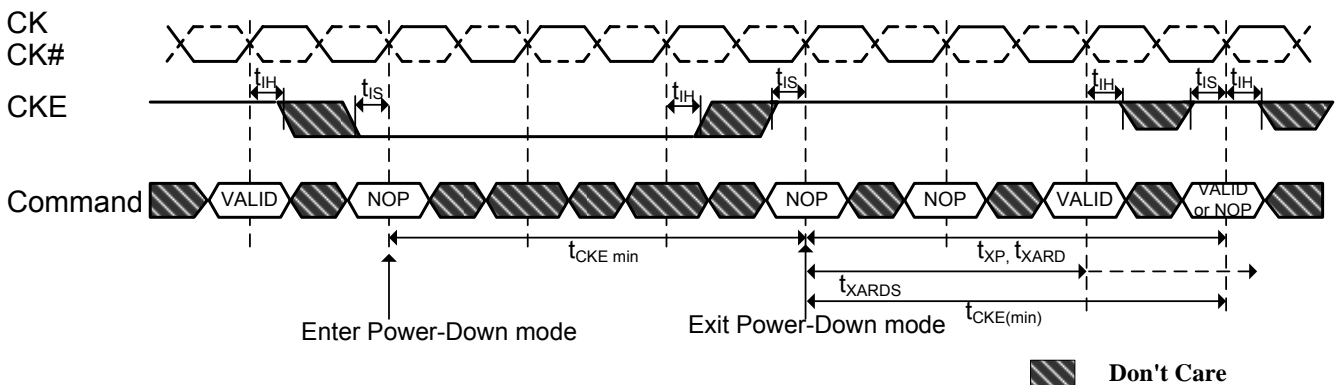 CK
CK#
tIH
tIS
tIH
tIS
tIH
tIS
tIH
CKE
Command
VALID
NOP
NOP
NOP
VALID
VALID
or NOP
tCKE min
tXP, tXARD
tXARDS
tCKE(min)
Enter Power-Down mode
Exit Power-Down mode
Don't Care